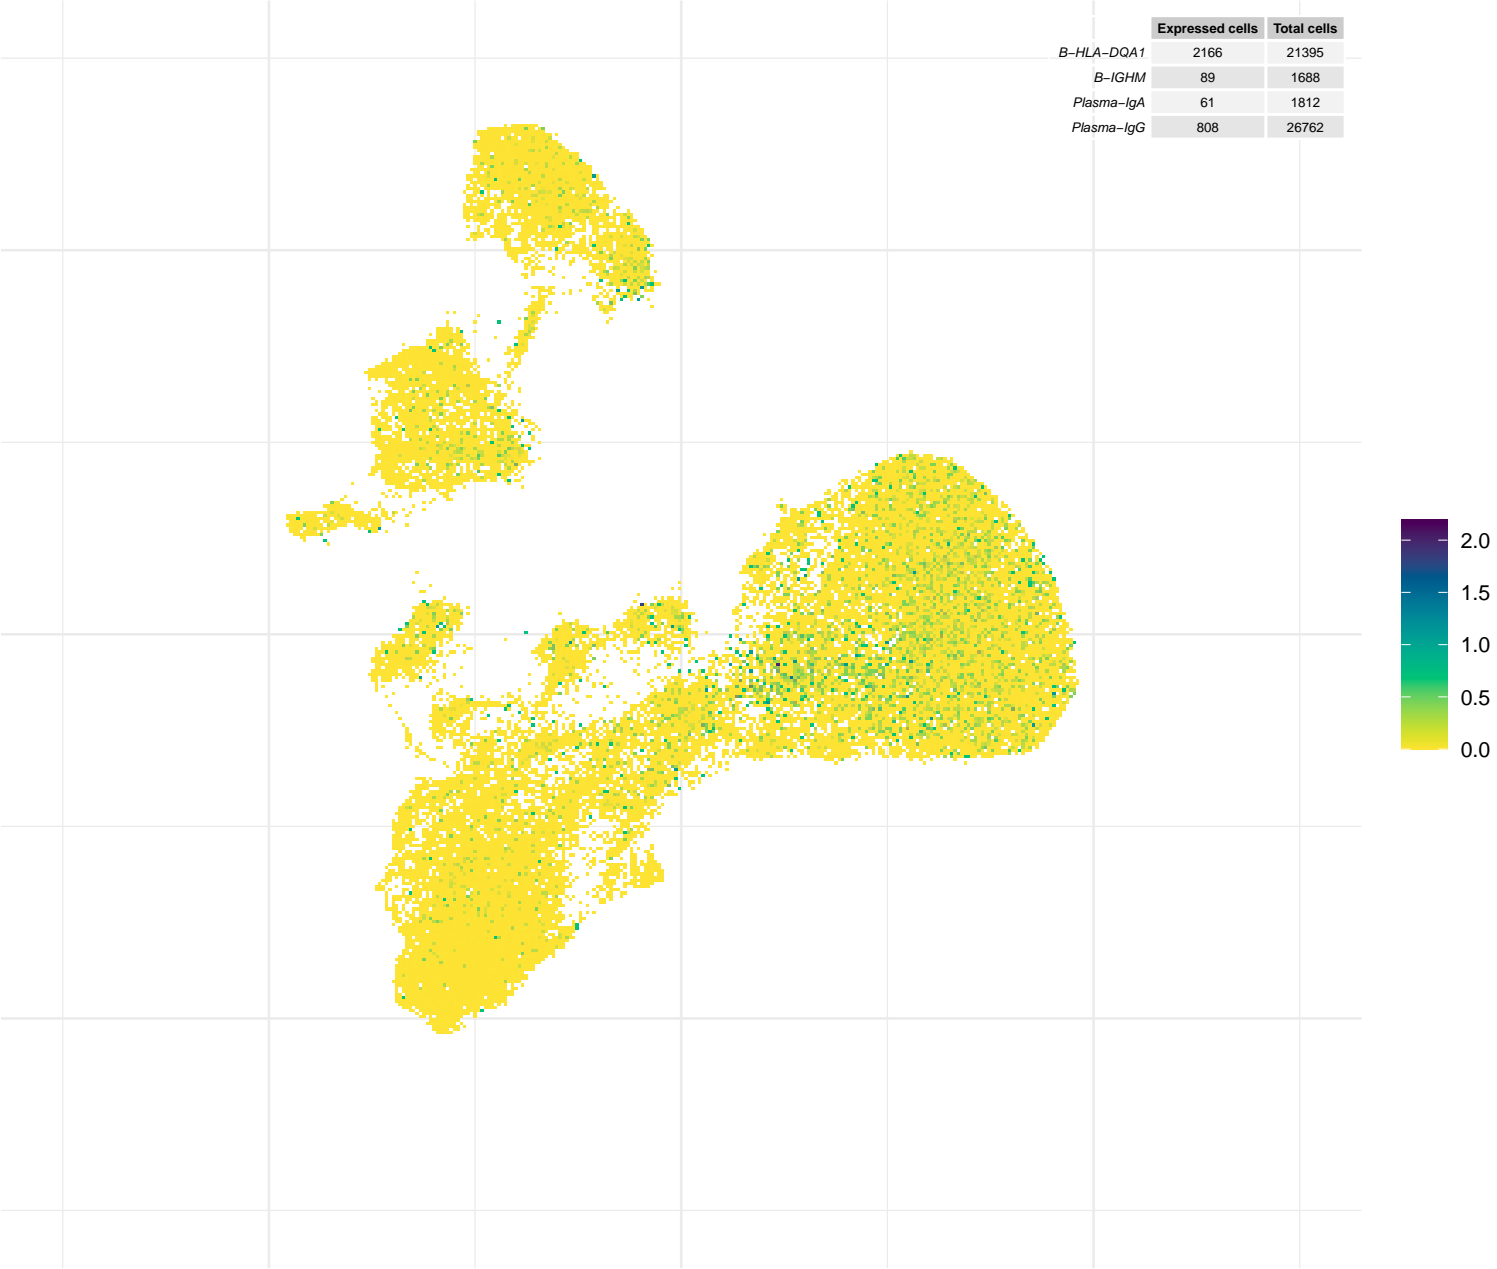 Expressed cells Total cells
B−HLA−DQA1 2166 21395
B−IGHM 89 1688
Plasma−IgA 61 1812
Plasma−IgG 808 26762
2.0
1.5
1.0
0.5
0.0